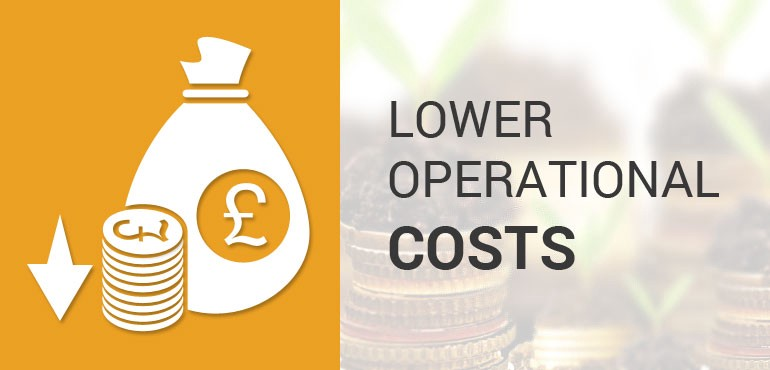 £
£
LOWER
OPERATIONAL
COSTS